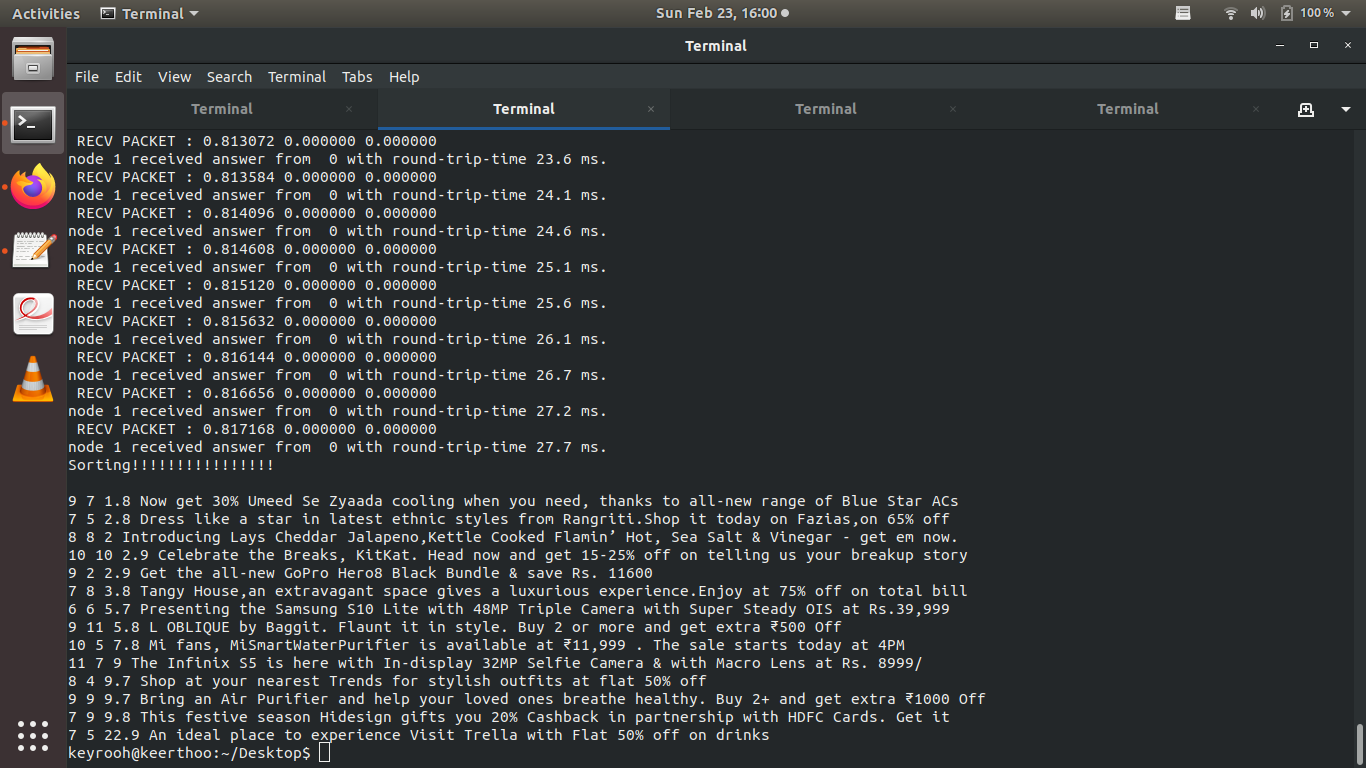 Activities Terminal Sun Feb 23, 16:00 100 %
Terminal
File Edit View Search Terminal Tabs Help
Terminal Terminal Terminal Terminal
RECV PACKET : 0.813072 0.000000 0.000000
node 1 received answer from  0 with round-trip-time 23.6 ms.
RECV PACKET : 0.813584 0.000000 0.000000
node 1 received answer from  0 with round-trip-time 24.1 ms.
RECV PACKET : 0.814096 0.000000 0.000000
node 1 received answer from  0 with round-trip-time 24.6 ms.
RECV PACKET : 0.814608 0.000000 0.000000
node 1 received answer from  0 with round-trip-time 25.1 ms.
RECV PACKET : 0.815120 0.000000 0.000000
node 1 received answer from  0 with round-trip-time 25.6 ms.
RECV PACKET : 0.815632 0.000000 0.000000
node 1 received answer from  0 with round-trip-time 26.1 ms.
RECV PACKET : 0.816144 0.000000 0.000000
node 1 received answer from  0 with round-trip-time 26.7 ms.
RECV PACKET : 0.816656 0.000000 0.000000
node 1 received answer from  0 with round-trip-time 27.2 ms.
RECV PACKET : 0.817168 0.000000 0.000000
node 1 received answer from  0 with round-trip-time 27.7 ms.
Sorting!!!!!!!!!!!!!!!!
9 7 1.8 Now get 30% Umeed Se Zyaada cooling when you need, thanks to all-new range of Blue Star ACs
7 5 2.8 Dress like a star in latest ethnic styles from Rangriti.Shop it today on Fazias,on 65% off
8 8 2 Introducing Lays Cheddar Jalapeno,Kettle Cooked Flamin’ Hot, Sea Salt & Vinegar - get em now.
10 10 2.9 Celebrate the Breaks, KitKat. Head now and get 15-25% off on telling us your breakup story
9 2 2.9 Get the all-new GoPro Hero8 Black Bundle & save Rs. 11600
7 8 3.8 Tangy House,an extravagant space gives a luxurious experience.Enjoy at 75% off on total bill
6 6 5.7 Presenting the Samsung S10 Lite with 48MP Triple Camera with Super Steady OIS at Rs.39,999
9 11 5.8 L OBLIQUE by Baggit. Flaunt it in style. Buy 2 or more and get extra ₹500 Off
10 5 7.8 Mi fans, MiSmartWaterPurifier is available at ₹11,999 . The sale starts today at 4PM
11 7 9 The Infinix S5 is here with In-display 32MP Selfie Camera & with Macro Lens at Rs. 8999/
8 4 9.7 Shop at your nearest Trends for stylish outfits at flat 50% off
9 9 9.7 Bring an Air Purifier and help your loved ones breathe healthy. Buy 2+ and get extra ₹1000 Off
7 9 9.8 This festive season Hidesign gifts you 20% Cashback in partnership with HDFC Cards. Get it
7 5 22.9 An ideal place to experience Visit Trella with Flat 50% off on drinks
keyrooh@keerthoo:~/Desktop$